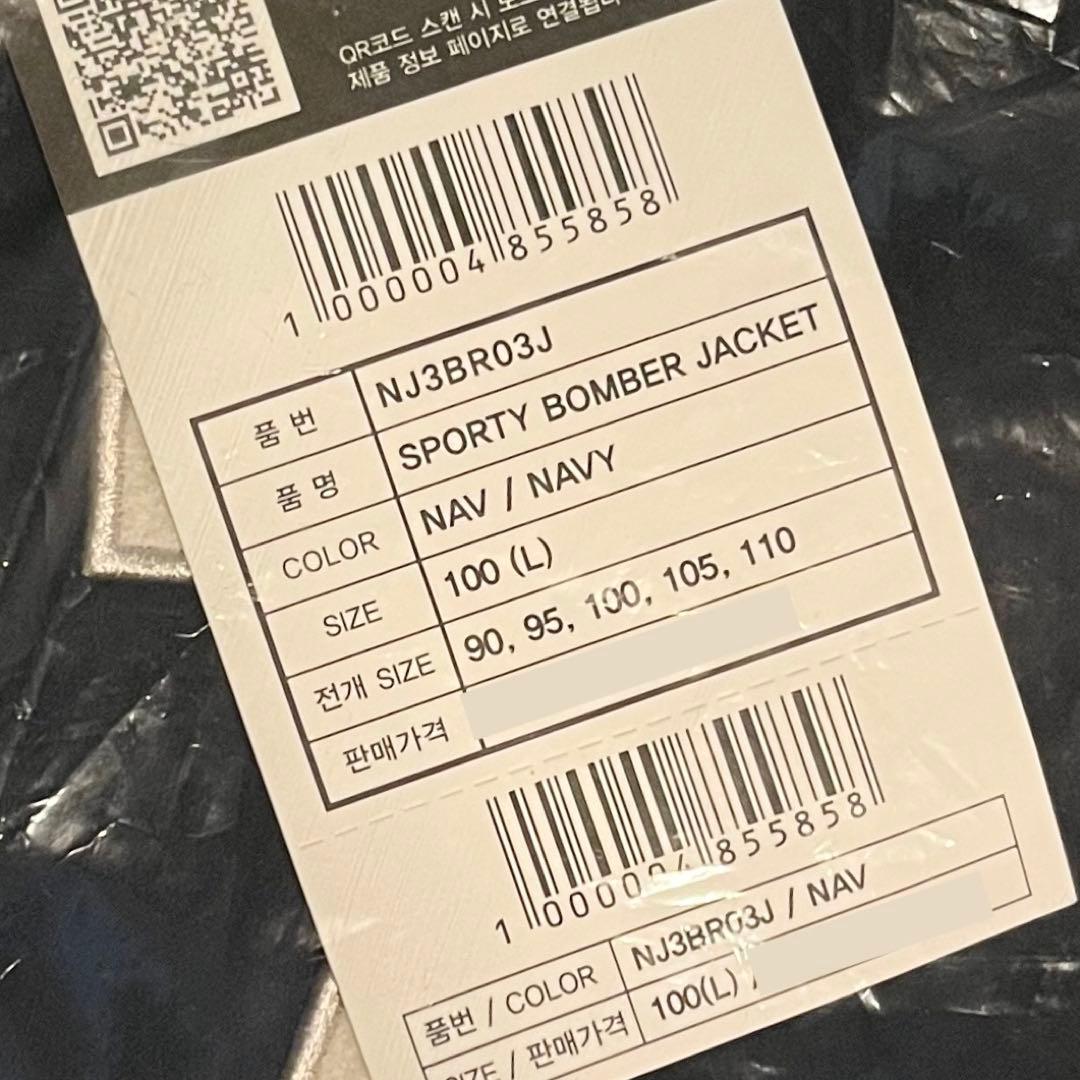 QR코드 스캔 시
제품 정보 페이지로 연결됩니
1 000004 855858
품 번 NJ3BR03J
품 명 SPORTY BOMBER JACKET
COLOR NAV / NAVY
SIZE 100 (L)
전개 SIZE 90, 95, 100, 105, 110
판매가격
1 000004 855858
품번 / COLOR NJ3BR03J / NAV
SIZE / 판매가격 100(L) /